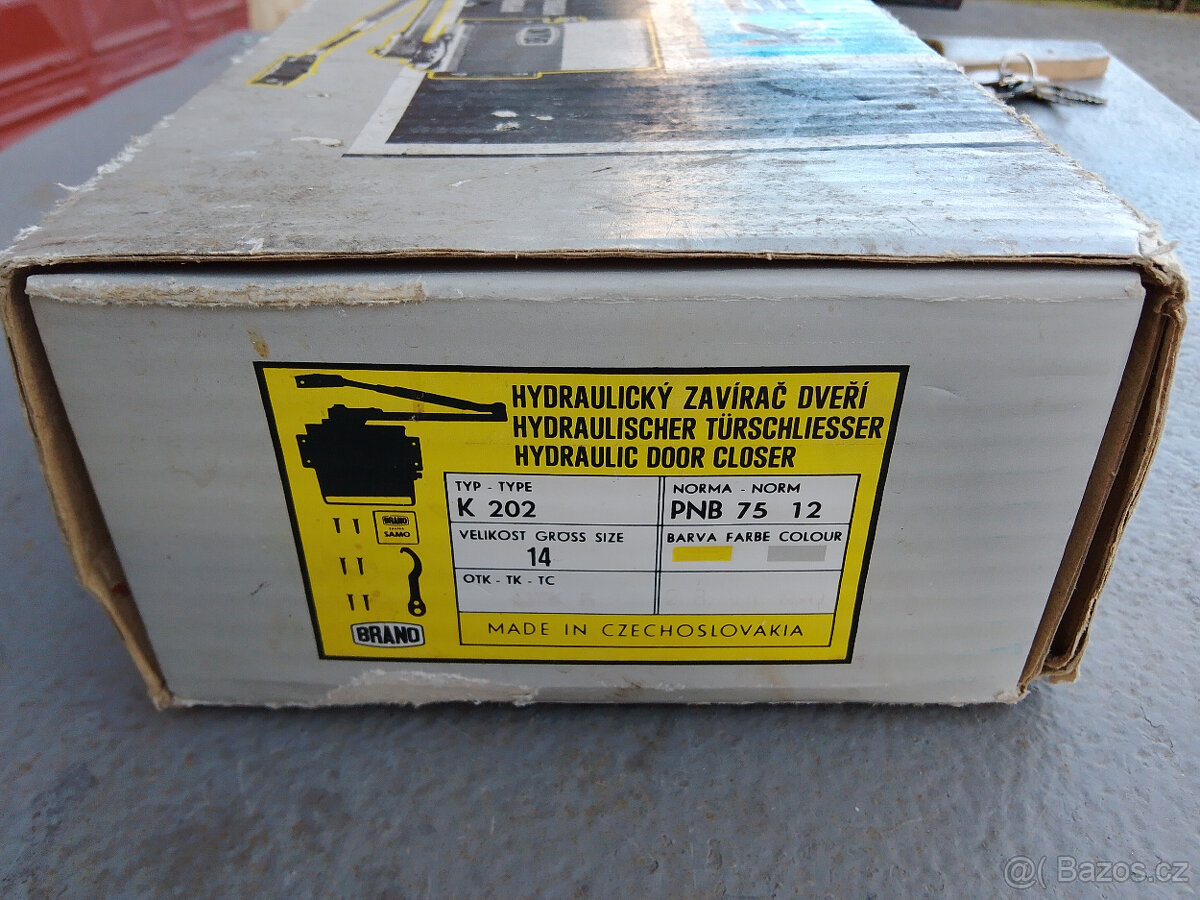 HYDRAULICKÝ ZAVÍRAČ DVEŘÍ
HYDRAULISCHER TÜRSCHLIESSER
HYDRAULIC DOOR CLOSER
TYP - TYPE
K 202
NORMA - NORM
PNB 75 12
VELIKOST GRÖSS SIZE
14
BARVA FARBE COLOUR
OTK - TK - TC
BRANO
SAMO
BRANO
MADE IN CZECHOSLOVAKIA
@( Bazos.cz